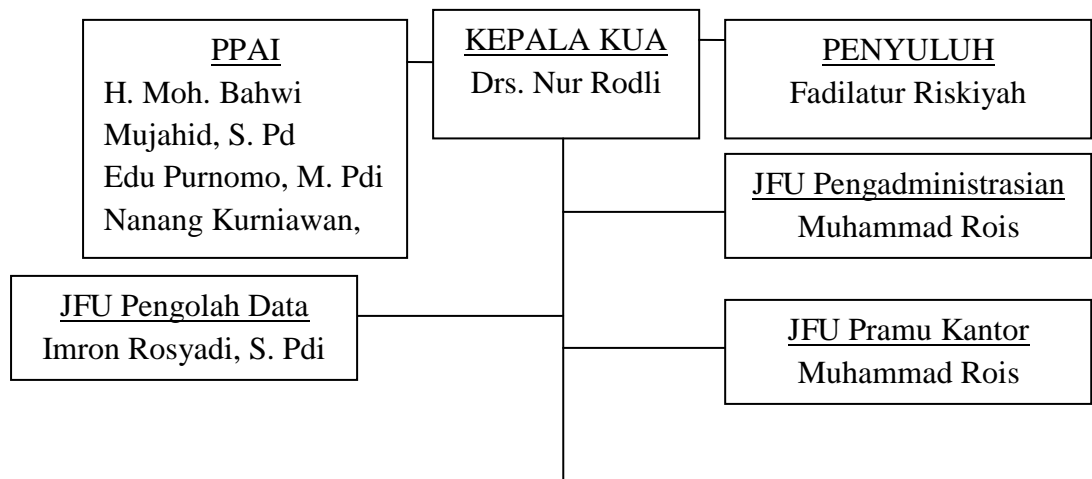 PPAI
H. Moh. Bahwi
Mujahid, S. Pd
Edu Purnomo, M. Pdi
Nanang Kurniawan,
KEPALA KUA
Drs. Nur Rodli
PENYULUH
Fadilatur Riskiyah
JFU Pengadministrasian
Muhammad Rois
JFU Pengolah Data
Imron Rosyadi, S. Pdi
JFU Pramu Kantor
Muhammad Rois